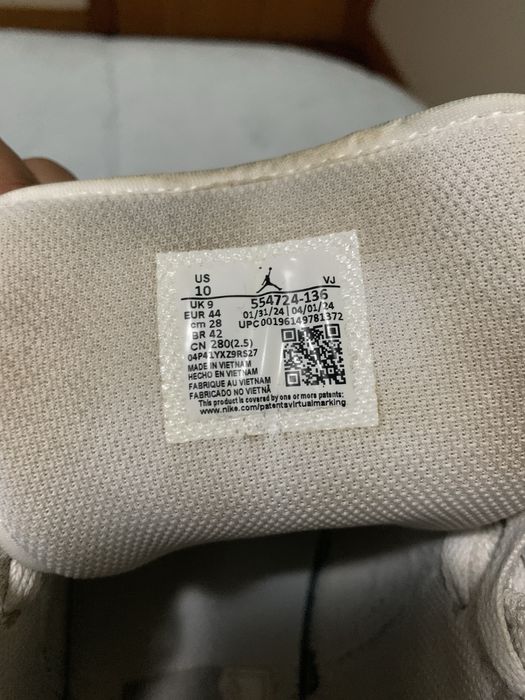 US
10
UK 9
EUR 44
cm 28
BR 42
CN 280(2.5)
VJ
554724-136
01/31/24 | 04/01/24
UPC00196149781372
04P41YXZ9RS27
MADE IN VIETNAM
HECHO EN VIETNAM
FABRIQUE AU VIETNAM
FABRICADO NO VIETNÃ
This product is covered by one or more patents:
www.nike.com/patentsvirtualmarking